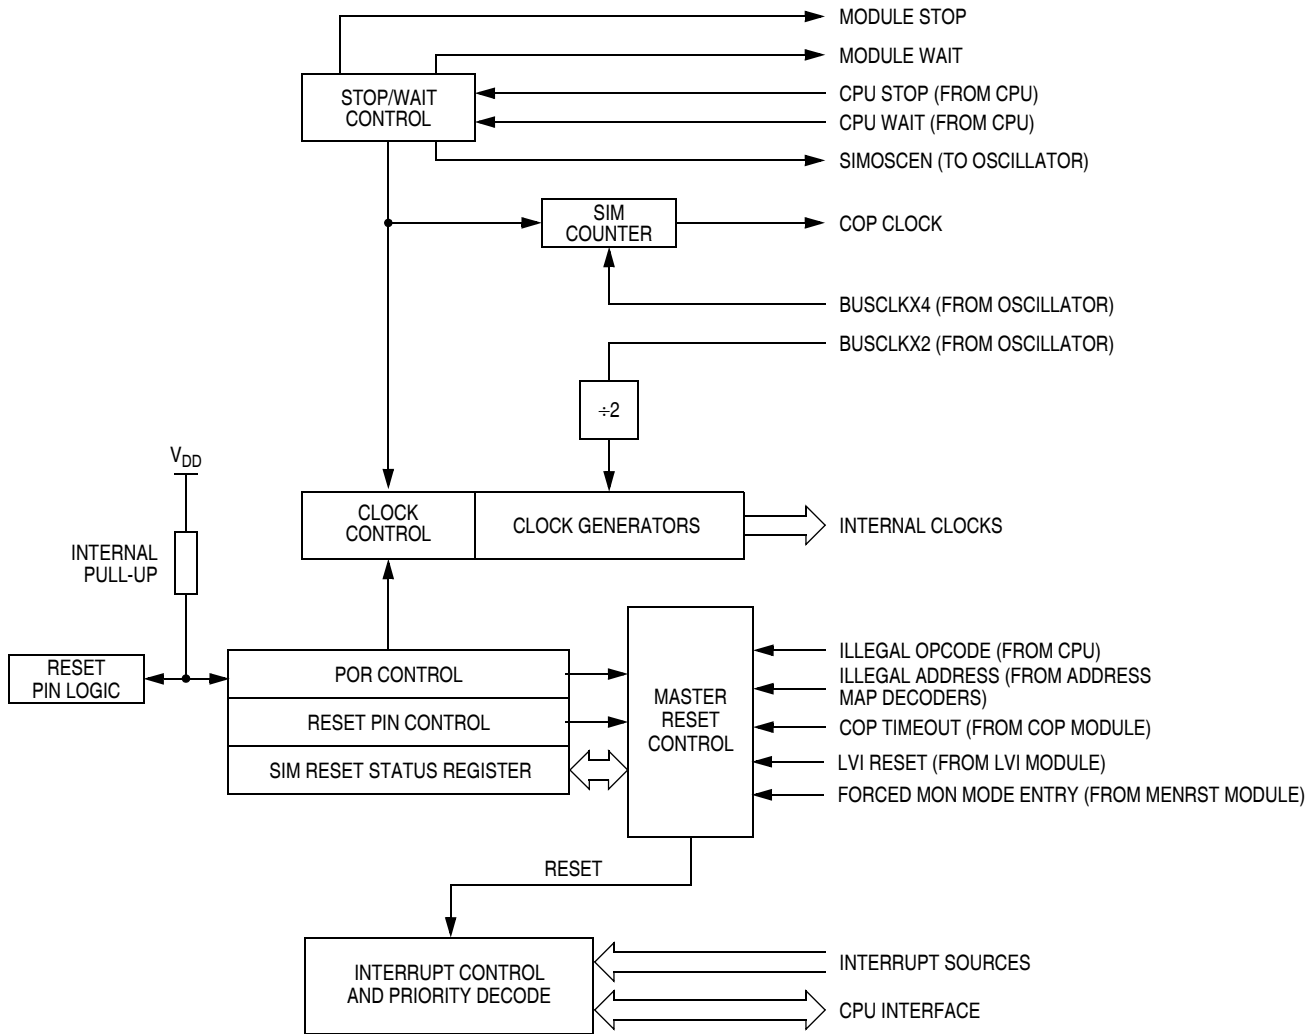 MODULE STOP
MODULE WAIT
STOP/WAIT
CONTROL
CPU STOP (FROM CPU)
CPU WAIT (FROM CPU)
SIMOSCEN (TO OSCILLATOR)
SIM
COUNTER
COP CLOCK
BUSCLKX4 (FROM OSCILLATOR)
BUSCLKX2 (FROM OSCILLATOR)
÷2
VDD
INTERNAL
PULL-UP
CLOCK
CONTROL
CLOCK GENERATORS
INTERNAL CLOCKS
RESET
PIN LOGIC
POR CONTROL
RESET PIN CONTROL
SIM RESET STATUS REGISTER
MASTER
RESET
CONTROL
ILLEGAL OPCODE (FROM CPU)
ILLEGAL ADDRESS (FROM ADDRESS
MAP DECODERS)
COP TIMEOUT (FROM COP MODULE)
LVI RESET (FROM LVI MODULE)
FORCED MON MODE ENTRY (FROM MENRST MODULE)
RESET
INTERRUPT CONTROL
AND PRIORITY DECODE
INTERRUPT SOURCES
CPU INTERFACE